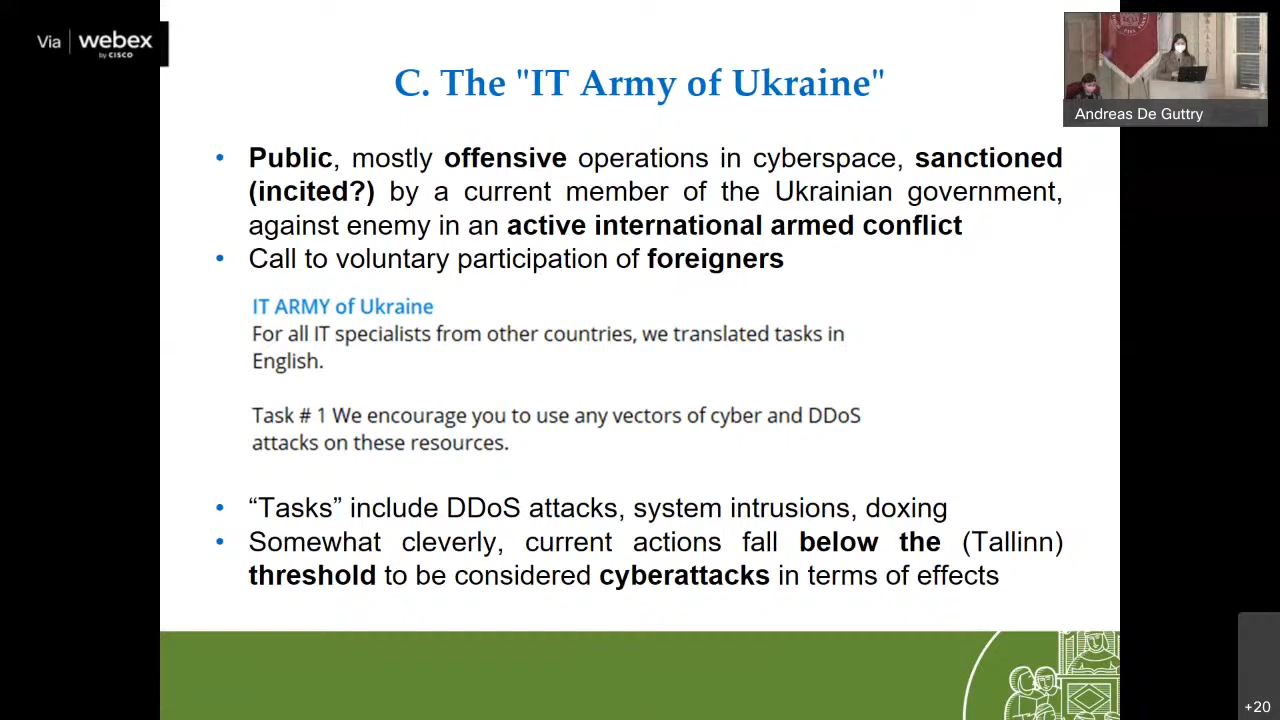 Via webex
by CISCO
C. The "IT Army of Ukraine"
Andreas De Guttry
• Public, mostly offensive operations in cyberspace, sanctioned
(incited?) by a current member of the Ukrainian government,
against enemy in an active international armed conflict
• Call to voluntary participation of foreigners
IT ARMY of Ukraine
For all IT specialists from other countries, we translated tasks in
English.
Task # 1 We encourage you to use any vectors of cyber and DDoS
attacks on these resources.
• “Tasks” include DDoS attacks, system intrusions, doxing
• Somewhat cleverly, current actions fall below the (Tallinn)
threshold to be considered cyberattacks in terms of effects
+20